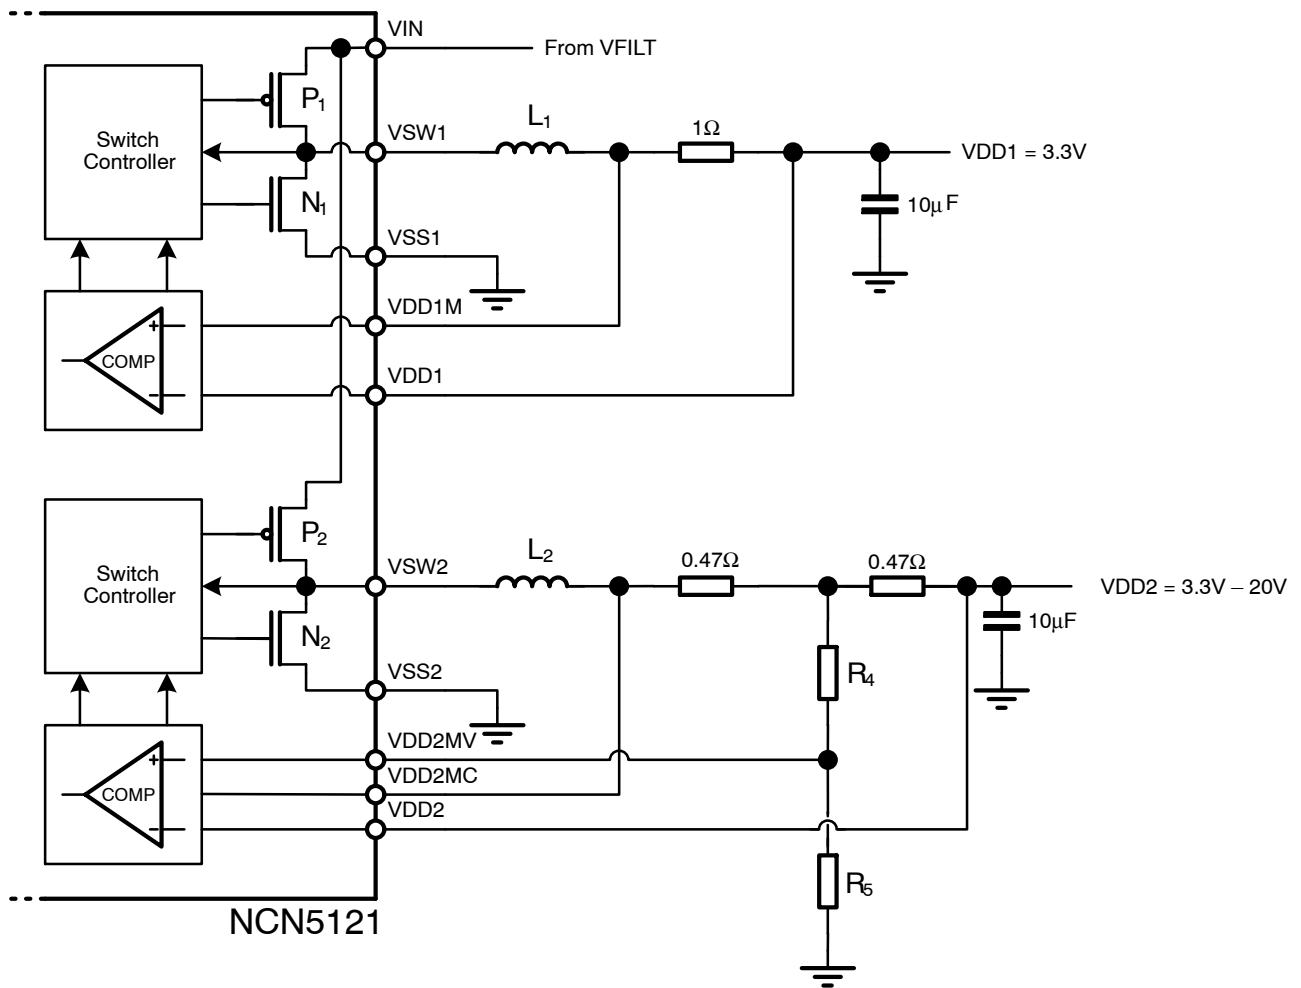 VIN
From VFILT
P1
Switch
Controller
VSW1
L1
1Ω
VDD1 = 3.3V
N1
10μF
VSS1
VDD1M
+
COMP
−
VDD1
P2
Switch
Controller
VSW2
L2
0.47Ω
0.47Ω
VDD2 = 3.3V – 20V
N2
10μF
VSS2
R4
VDD2MV
+
VDD2MC
COMP
VDD2
−
R5
NCN5121